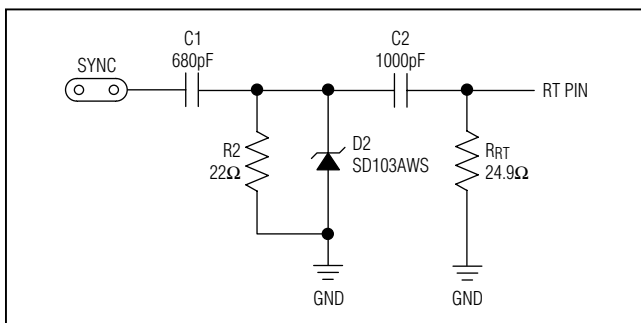 SYNC
C1
680pF
C2
1000pF
RT PIN
R2
22Ω
D2
SD103AWS
RRT
24.9Ω
GND
GND